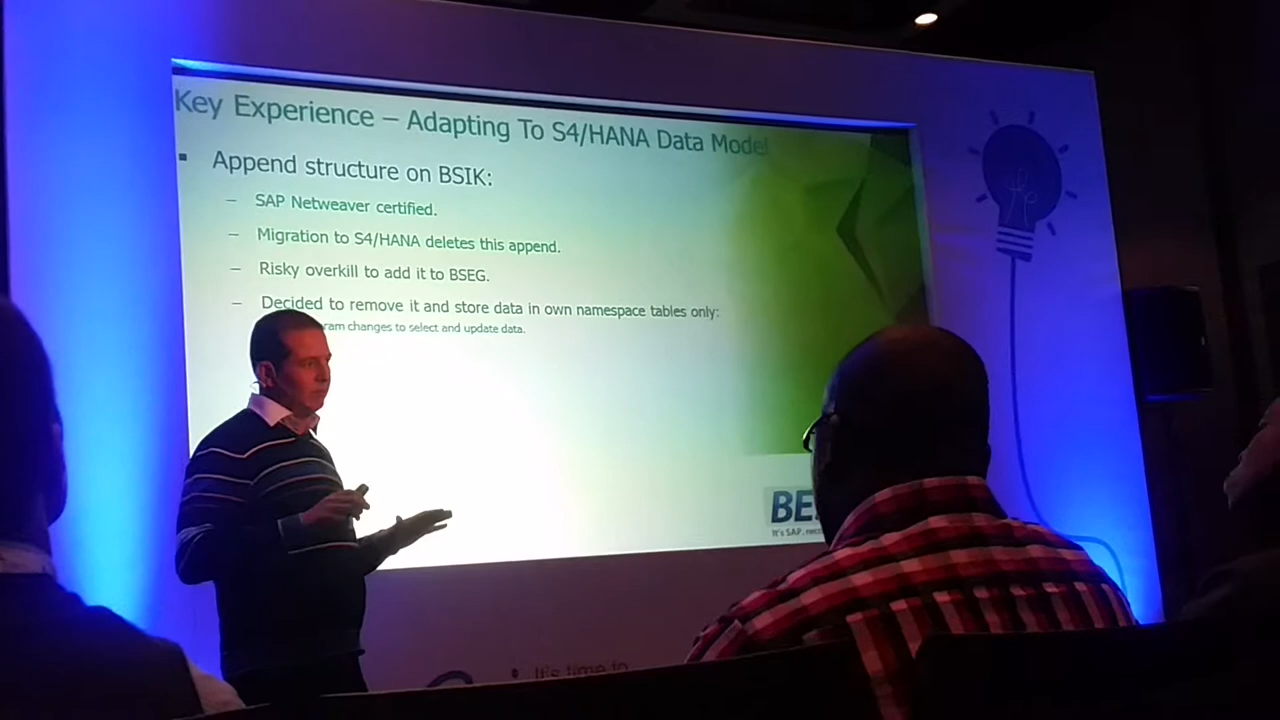 Key Experience – Adapting To S4/HANA Data Model
▪ Append structure on BSIK:
– SAP Netweaver certified.
– Migration to S4/HANA deletes this append.
– Risky overkill to add it to BSEG.
– Decided to remove it and store data in own namespace tables only:
changes to select and update data.
It's SAP.
It's time to